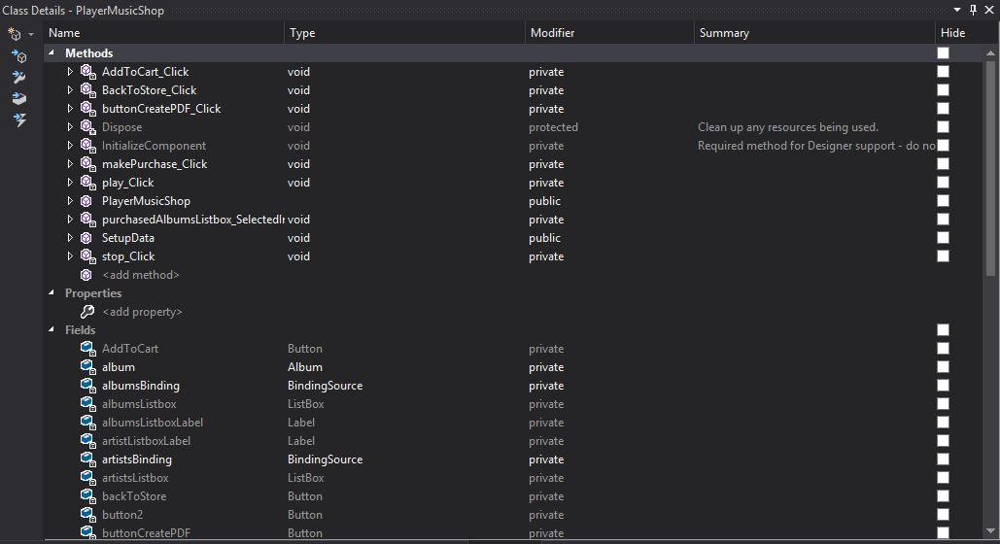 Class Details - PlayerMusicShop
Name Type Modifier Summary Hide
Methods
AddToCart_Click void private
BackToStore_Click void private
buttonCreatePDF_Click void private
Dispose void protected Clean up any resources being used.
InitializeComponent void private Required method for Designer support - do no
makePurchase_Click void private
play_Click void private
PlayerMusicShop public
purchasedAlbumsListbox_SelectedIn void private
SetupData void public
stop_Click void private
<add method>
Properties
<add property>
Fields
AddToCart Button private
album Album private
albumsBinding BindingSource private
albumsListbox ListBox private
albumsListboxLabel Label private
artistListboxLabel Label private
artistsBinding BindingSource private
artistsListbox ListBox private
backToStore Button private
button2 Button private
buttonCreatePDF Button private